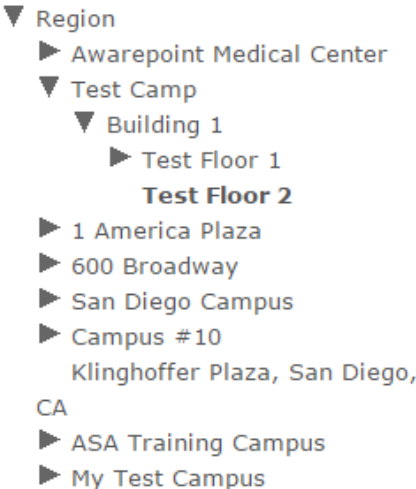 Region
Awarepoint Medical Center
Test Camp
Building 1
Test Floor 1
Test Floor 2
1 America Plaza
600 Broadway
San Diego Campus
Campus #10
Klinghoffer Plaza, San Diego,
CA
ASA Training Campus
My Test Campus